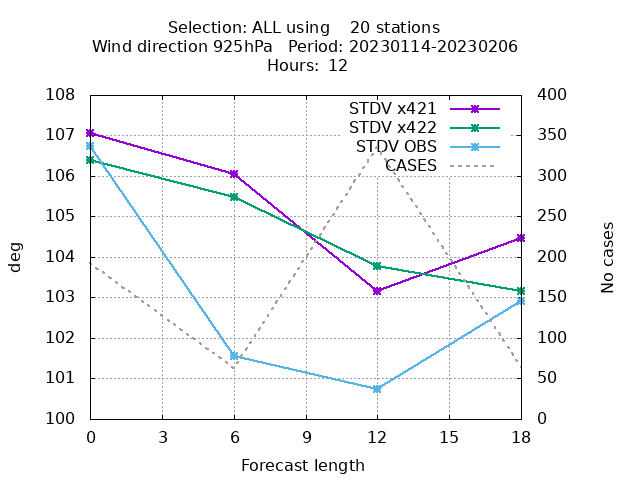 Selection: ALL using    20 stations
Wind direction 925hPa   Period: 20230114-20230206
Hours: 12
108
107
106
105
104
103
102
101
100
400
350
300
250
200
150
100
50
0
STDV x421
STDV x422
STDV OBS
CASES
deg
No cases
0 3 6 9 12 15 18
Forecast length